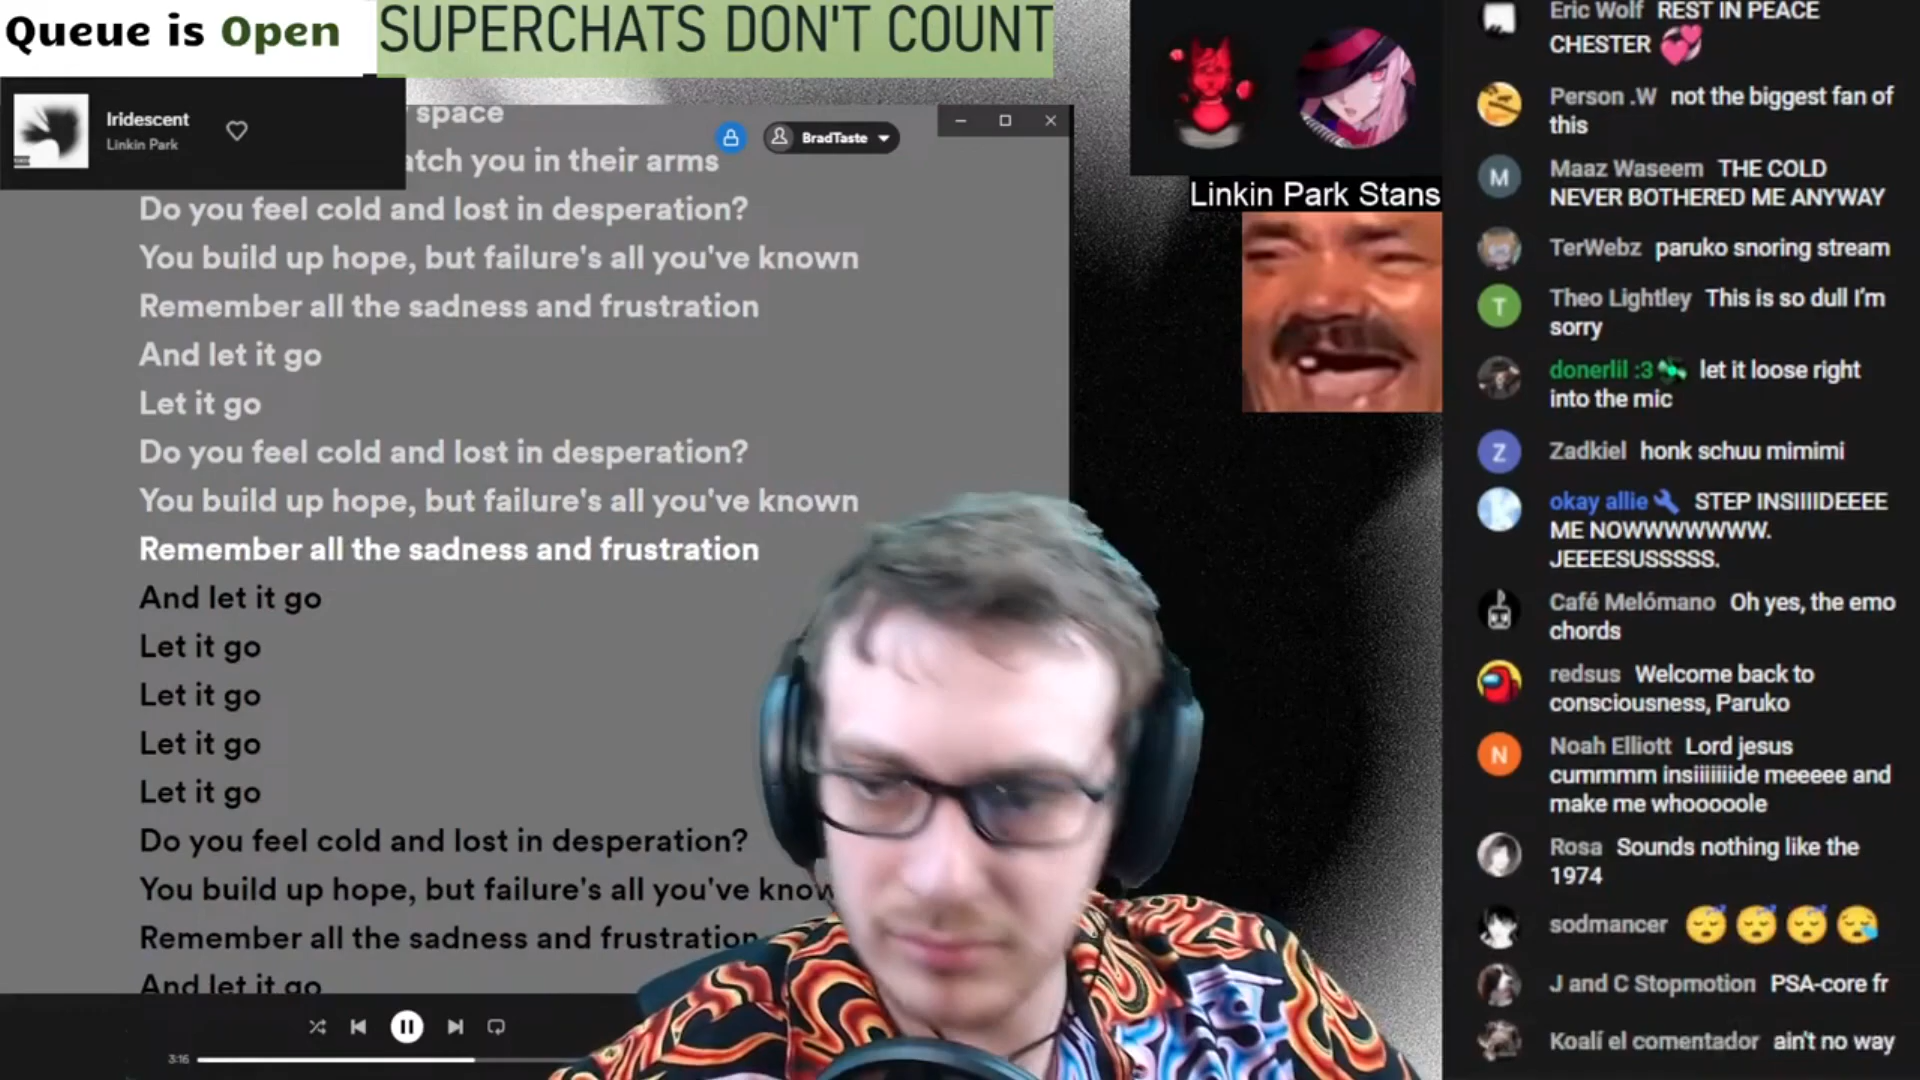 Queue is Open
SUPERCHATS DON'T COUNT
Iridescent
Linkin Park
space
atch you in their arms
BradTaste
Do you feel cold and lost in desperation?
You build up hope, but failure's all you've known
Remember all the sadness and frustration
And let it go
Let it go
Do you feel cold and lost in desperation?
You build up hope, but failure's all you've known
Remember all the sadness and frustration
And let it go
Let it go
Let it go
Let it go
Let it go
Do you feel cold and lost in desperation?
You build up hope, but failure's all you've know
Remember all the sadness and frustration
And let it go
3:16
Linkin Park Stans
Eric Wolf REST IN PEACE
CHESTER
Person .W not the biggest fan of
this
M
Maaz Waseem THE COLD
NEVER BOTHERED ME ANYWAY
TerWebz paruko snoring stream
T
Theo Lightley This is so dull I'm
sorry
donerlil :3 let it loose right
into the mic
Z
Zadkiel honk schuu mimimi
okay allie STEP INSIIIIDEEEE
ME NOWWWWWWW.
JEEEESUSSSSS.
Café Melómano Oh yes, the emo
chords
redsus Welcome back to
consciousness, Paruko
N
Noah Elliott Lord jesus
cummmm insiiiiiiide meeeee and
make me whooooole
Rosa Sounds nothing like the
1974
sodmancer 😴😴😴😪
J and C Stopmotion PSA-core fr
Koalí el comentador ain't no way